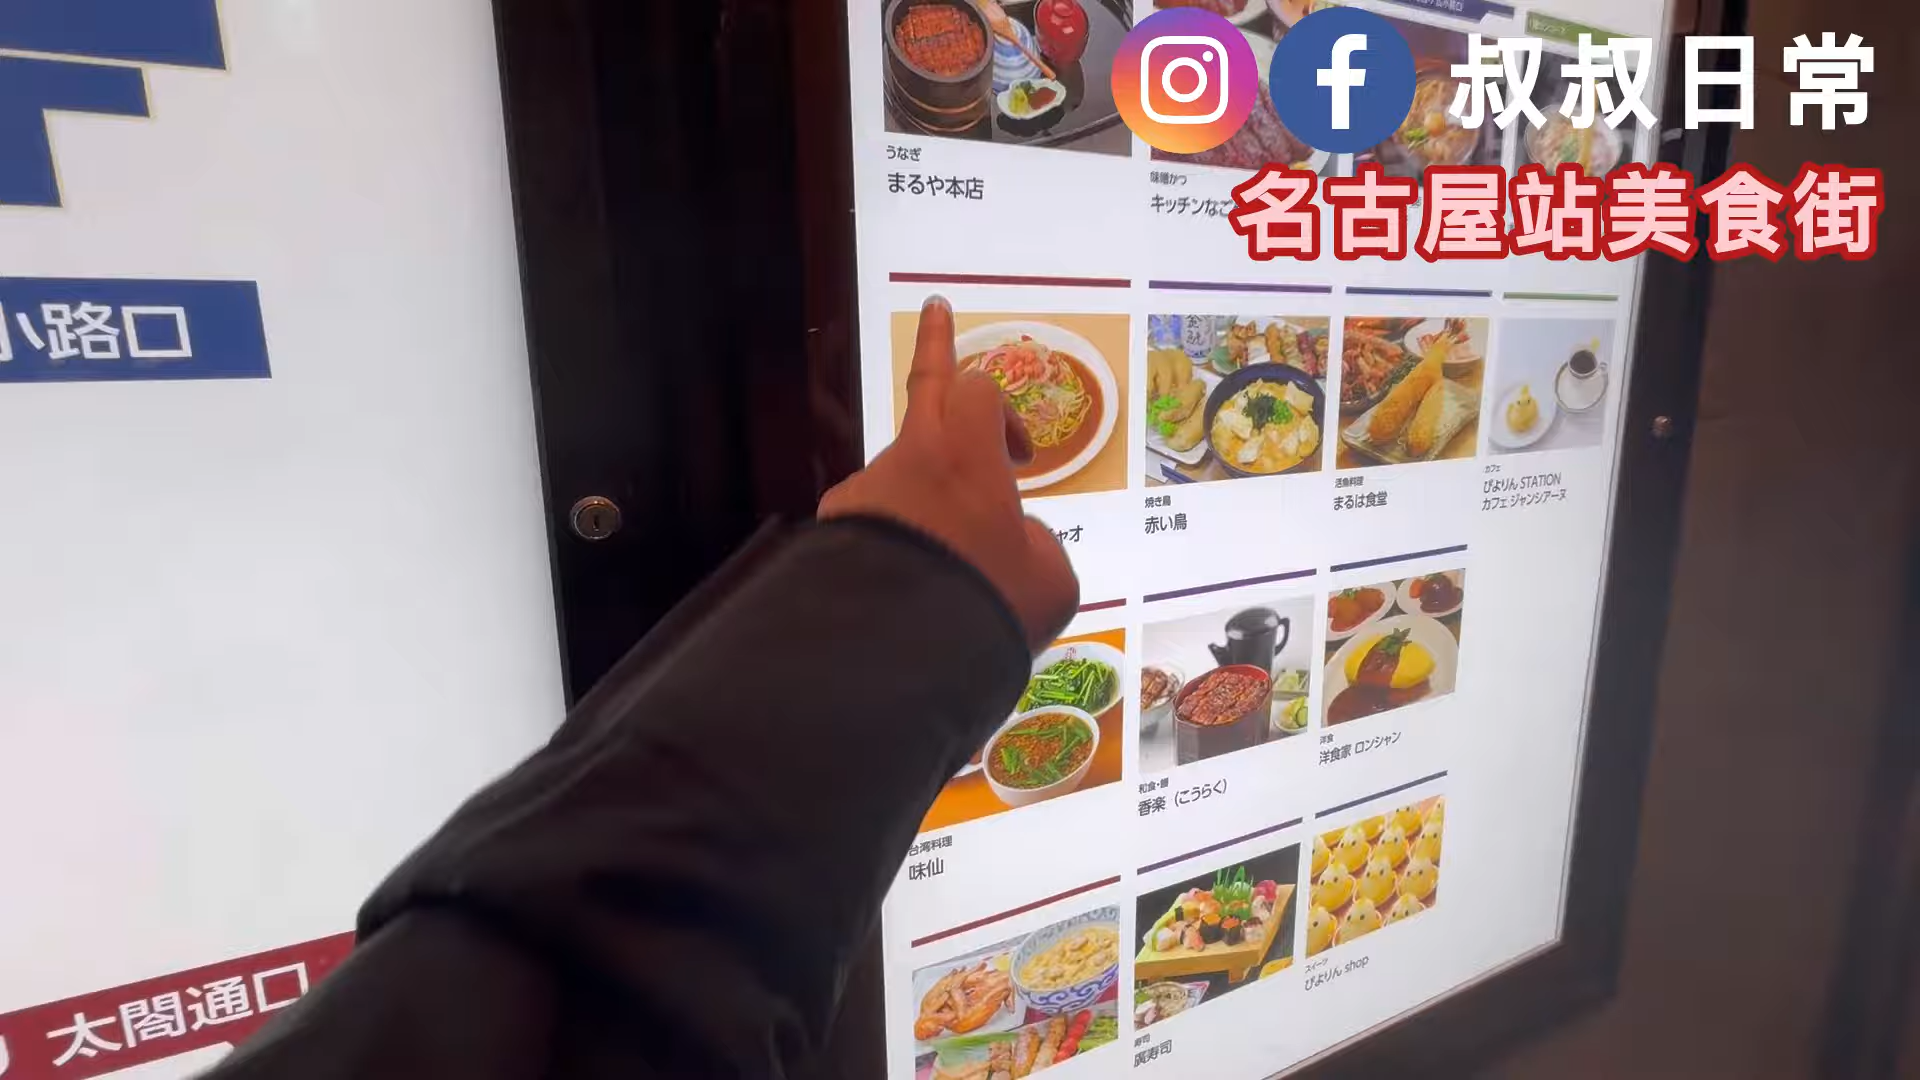 叔叔日常
名古屋站美食街
うなぎ
まるや本店
味噌かつ
キッチンなご
小路口
ャオ
焼き鳥
赤い鳥
活魚料理
まるは食堂
カフェ
ぴよりん STATION
カフェ ジャンシアーヌ
台湾料理
味仙
和食・鰻
香楽（こうらく）
洋食
洋食家 ロンシャン
寿司
廣寿司
スイーツ
ぴよりん shop
太閤通口